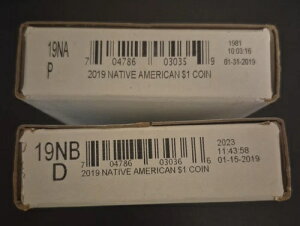 19NA
P
7 04786 03035 9
2019 NATIVE AMERICAN $1 COIN
1981
10:03:16
01-31-2019
19NB
D
7 04786 03036 6
2019 NATIVE AMERICAN $1 COIN
2023
11:43:58
01-15-2019